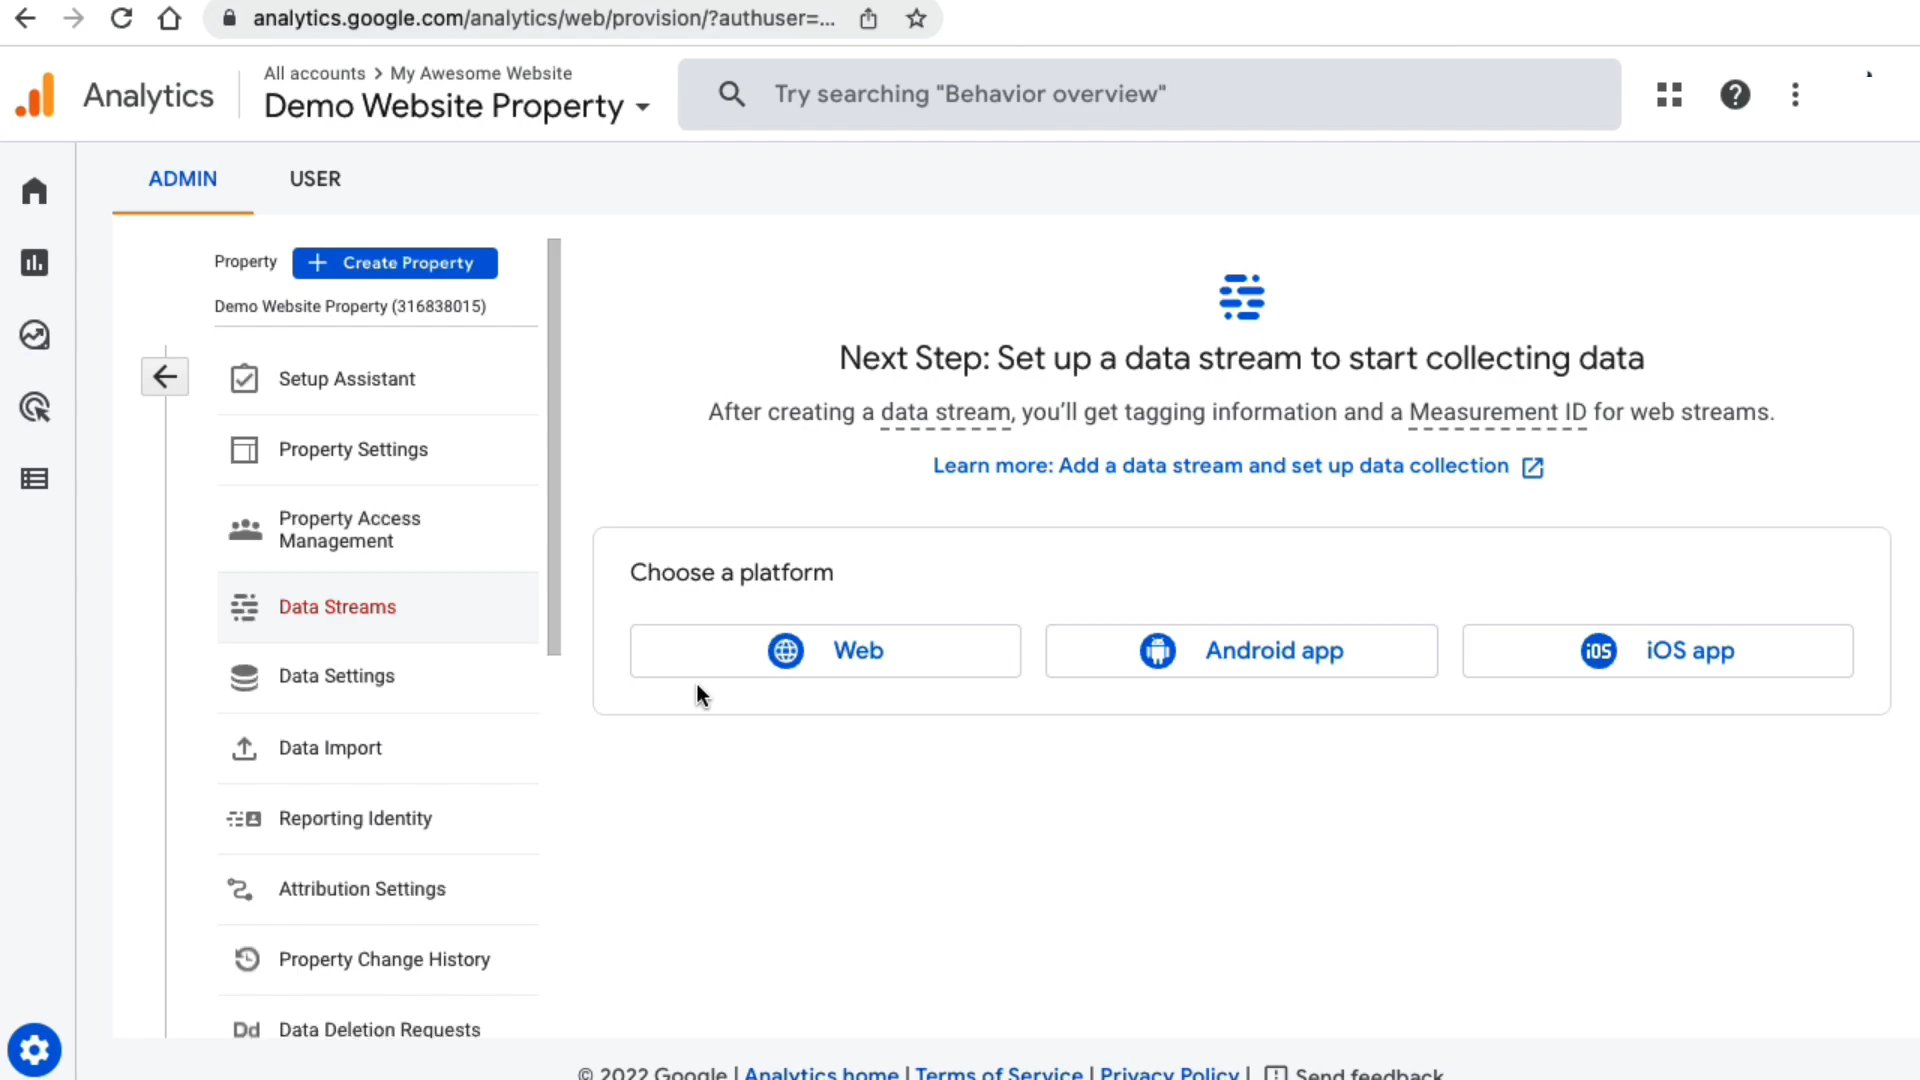 analytics.google.com/analytics/web/provision/?authuser=...
Analytics
All accounts > My Awesome Website
Demo Website Property
Try searching "Behavior overview"
ADMIN
USER
Property
+ Create Property
Demo Website Property (316838015)
Setup Assistant
Property Settings
Property Access
Management
Data Streams
Data Settings
Data Import
Reporting Identity
Attribution Settings
Property Change History
Dd Data Deletion Requests
Next Step: Set up a data stream to start collecting data
After creating a data stream, you’ll get tagging information and a Measurement ID for web streams.
Learn more: Add a data stream and set up data collection
Choose a platform
Web
Android app
iOS iOS app
© 2022 Google | Analytics home | Terms of Service | Privacy Policy | Send feedback